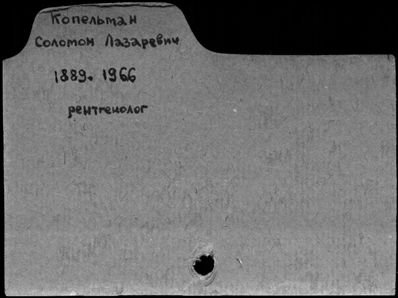 Копельман
Соломон Лазаревич
1889. 1966
рентгенолог